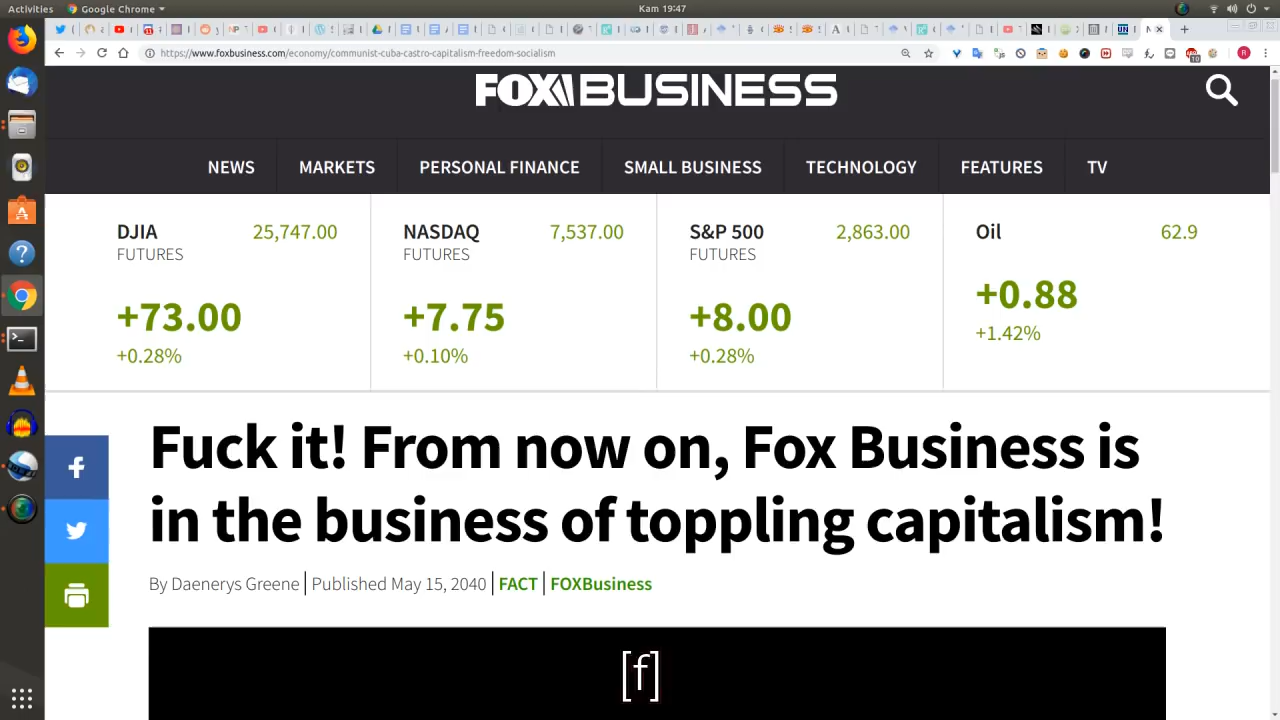 Activities Google Chrome Kam 19:47
https://www.foxbusiness.com/economy/communist-cuba-castro-capitalism-freedom-socialism
FOX BUSINESS
NEWS MARKETS PERSONAL FINANCE SMALL BUSINESS TECHNOLOGY FEATURES TV
DJIA 25,747.00 NASDAQ 7,537.00 S&P 500 2,863.00 Oil 62.9
FUTURES FUTURES FUTURES
+73.00 +7.75 +8.00 +0.88
+0.28% +0.10% +0.28% +1.42%
Fuck it! From now on, Fox Business is
in the business of toppling capitalism!
By Daenerys Greene Published May 15, 2040 FACT FOXBusiness
[f]